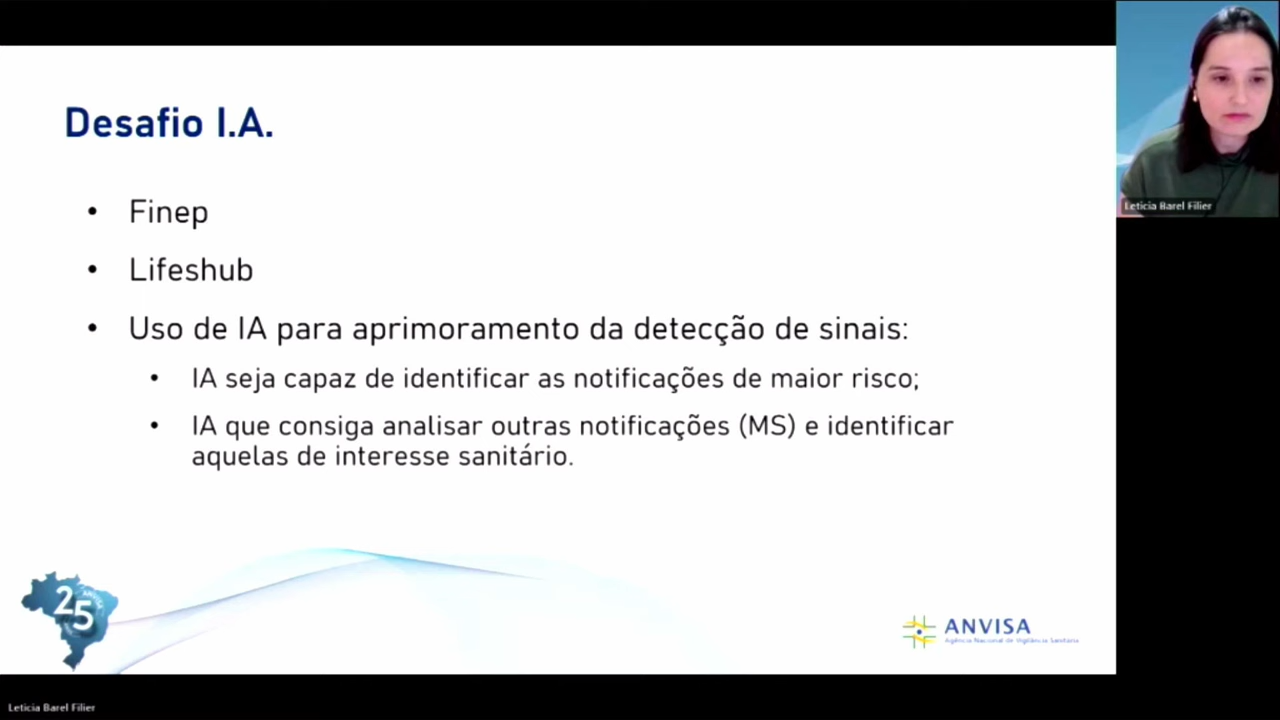 Desafio I.A.
• Finep
• Lifeshub
• Uso de IA para aprimoramento da detecção de sinais:
• IA seja capaz de identificar as notificações de maior risco;
• IA que consiga analisar outras notificações (MS) e identificar
aquelas de interesse sanitário.
25
ANVISA
ANVISA
Agência Nacional de Vigilância Sanitária
Leticia Barel Filier
Leticia Barel Filier